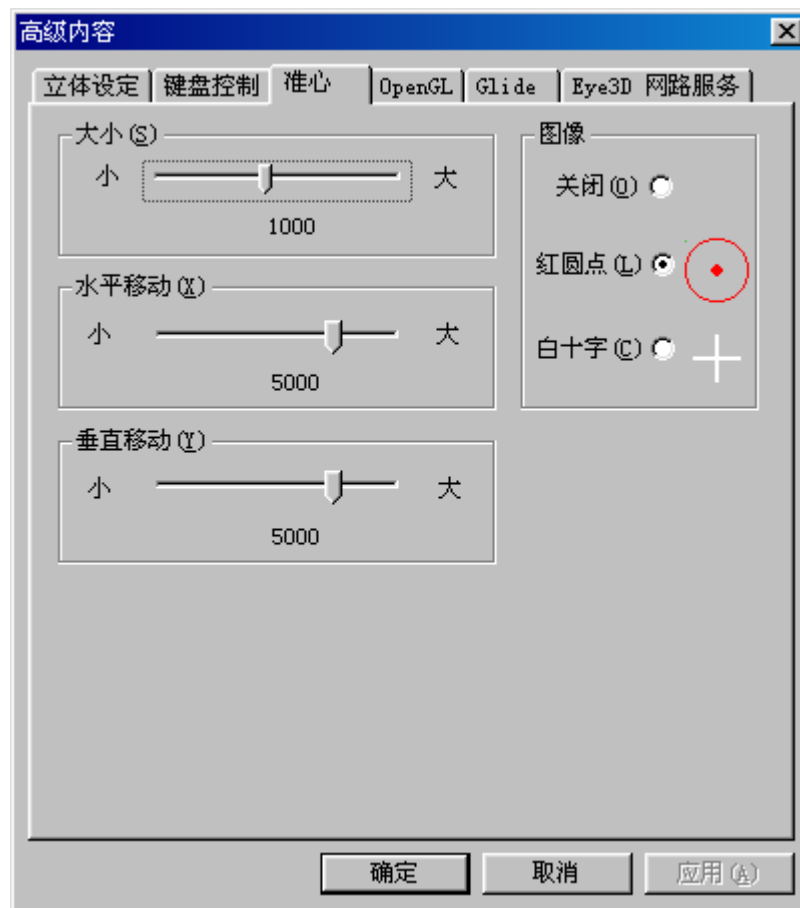 高级内容
立体设定 键盘控制 准心 OpenGL Glide Eye3D 网路服务
大小(S)
小 大
1000
水平移动(X)
小 大
5000
垂直移动(Y)
小 大
5000
图像
关闭(O)
红圆点(L)
白十字(C)
确定 取消 应用(A)